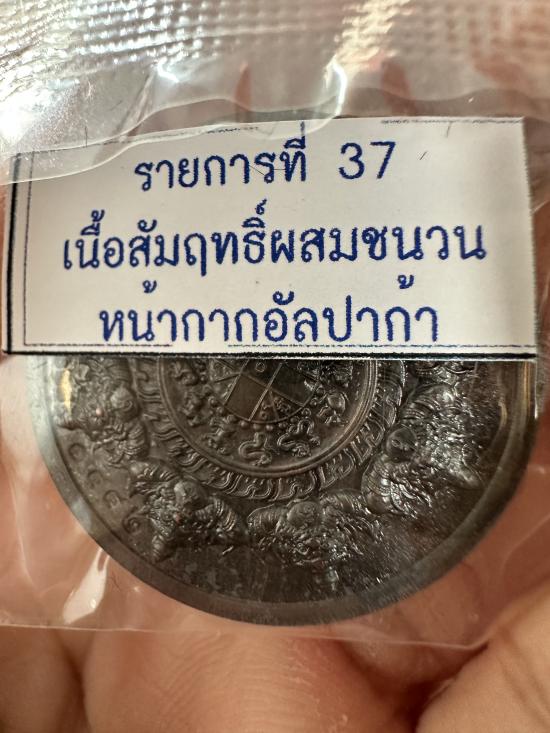 รายการที่ 37
เนื้อสัมฤทธิ์ผสมชนวน
หน้ากากอัลปาก้า